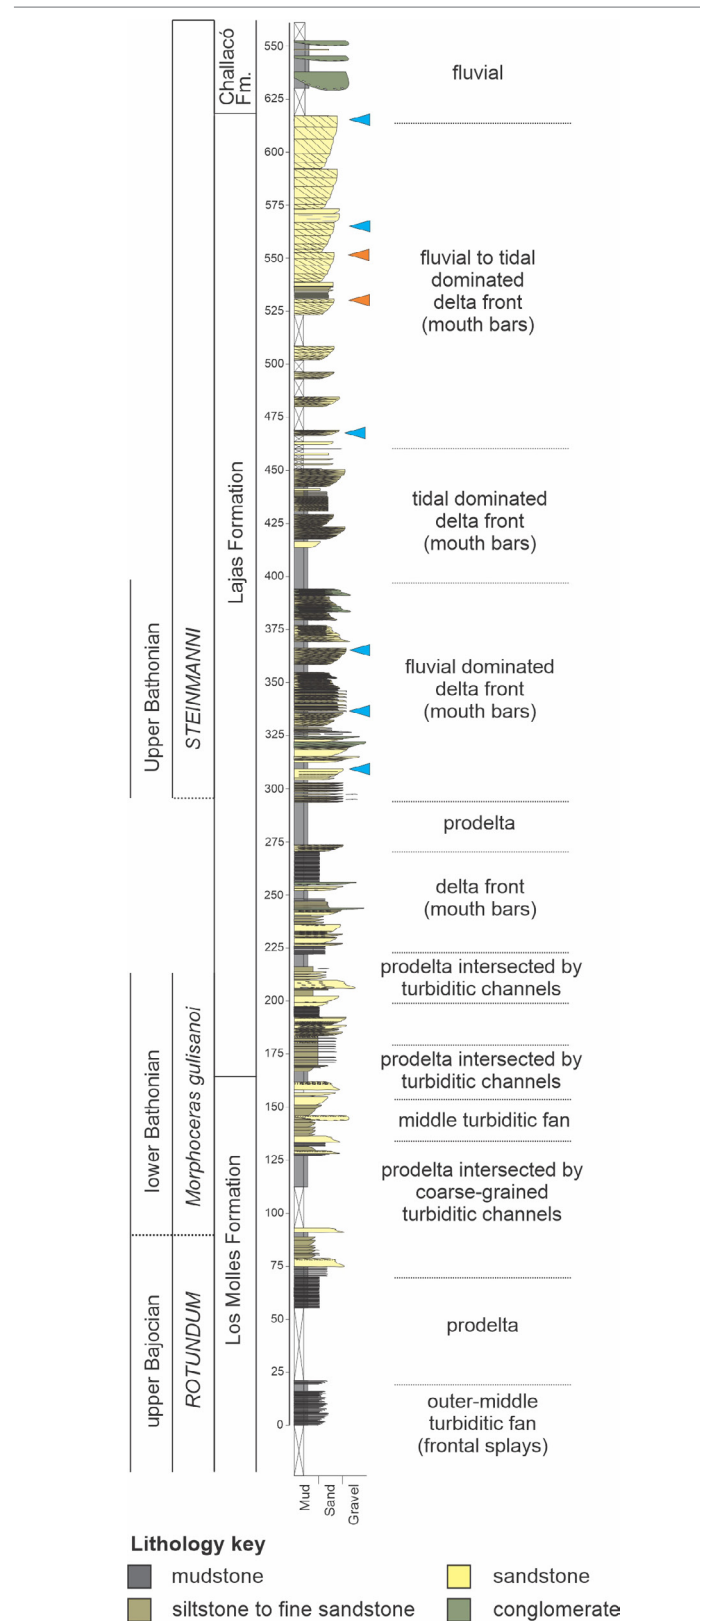 Challacó
Fm.
Lajas Formation
Los Molles Formation
Upper Bathonian
STEINMANNI
lower Bathonian
Morphoceras gulisanoi
upper Bajocian
ROTUNDUM
550
625
600
575
550
525
500
475
450
425
400
375
350
325
300
275
250
225
200
175
150
125
100
75
50
25
0
fluvial
fluvial to tidal
dominated
delta front
(mouth bars)
tidal dominated
delta front
(mouth bars)
fluvial dominated
delta front
(mouth bars)
prodelta
delta front
(mouth bars)
prodelta intersected by
turbiditic channels
prodelta intersected by
turbiditic channels
middle turbiditic fan
prodelta intersected by
coarse-grained
turbiditic channels
prodelta
outer-middle
turbiditic fan
(frontal splays)
Mud
Sand
Gravel
Lithology key
mudstone
sandstone
siltstone to fine sandstone
conglomerate